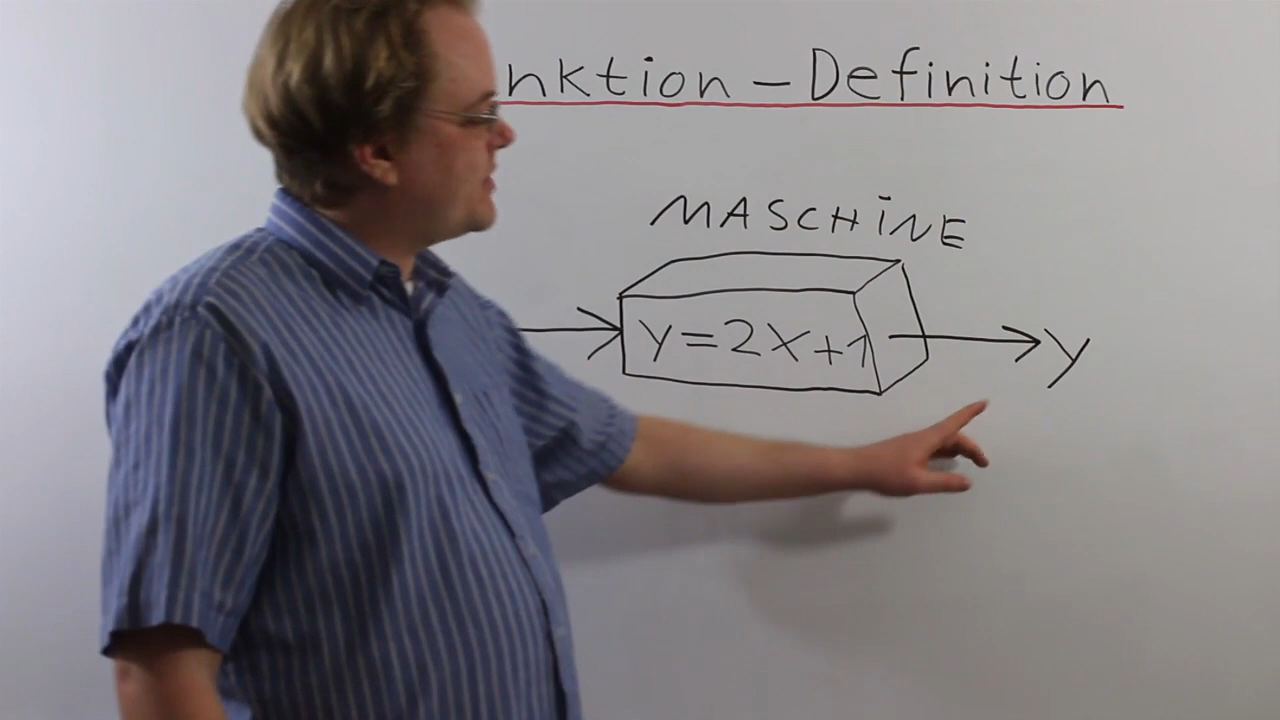 nktion – Definition
MASCHiNE
y=2x+1
y